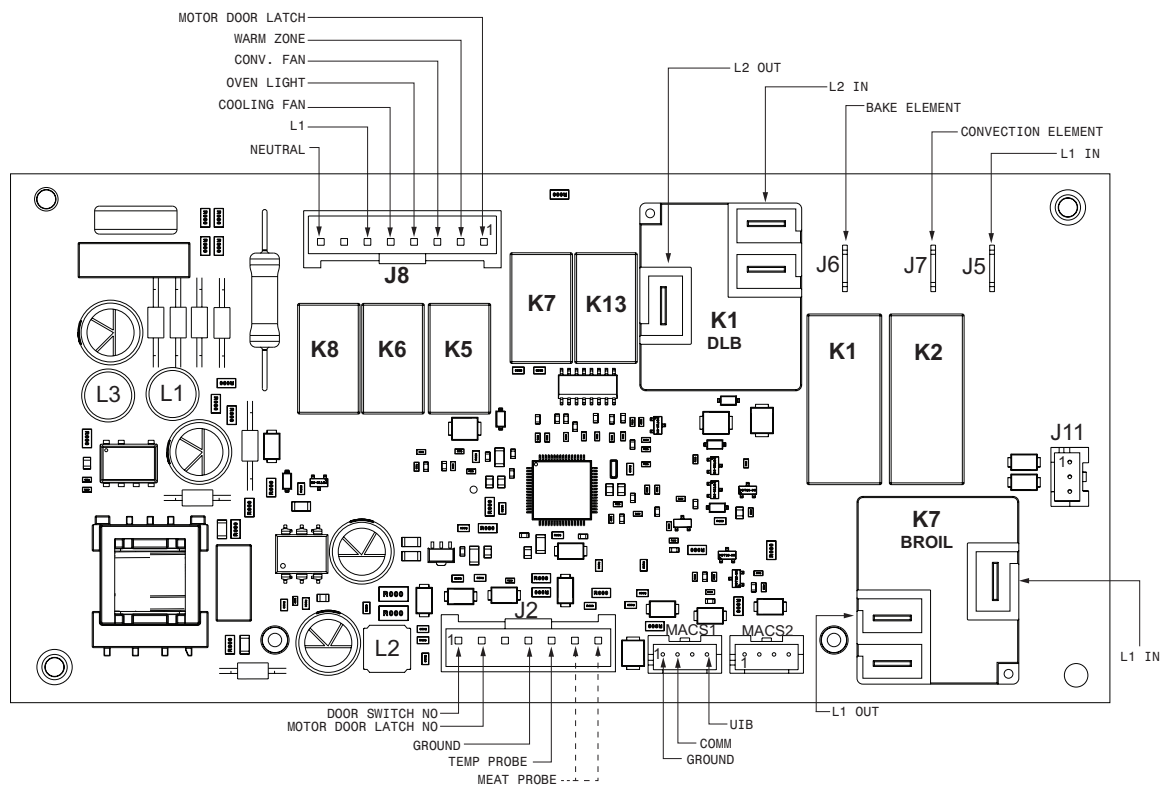 MOTOR DOOR LATCH
WARM ZONE
CONV. FAN
OVEN LIGHT
COOLING FAN
L1
NEUTRAL
L2 OUT
L2 IN
BAKE ELEMENT
CONVECTION ELEMENT
L1 IN
1
J8
J6
J7
J5
K7
K13
K1
DLB
K8
K6
K5
K1
K2
L3
L1
J11
1
K7
BROIL
J2
1
L2
MACS1
1
MACS2
1
L1 IN
L1 OUT
DOOR SWITCH NO
MOTOR DOOR LATCH NO
GROUND
TEMP PROBE
MEAT PROBE
UIB
COMM
GROUND